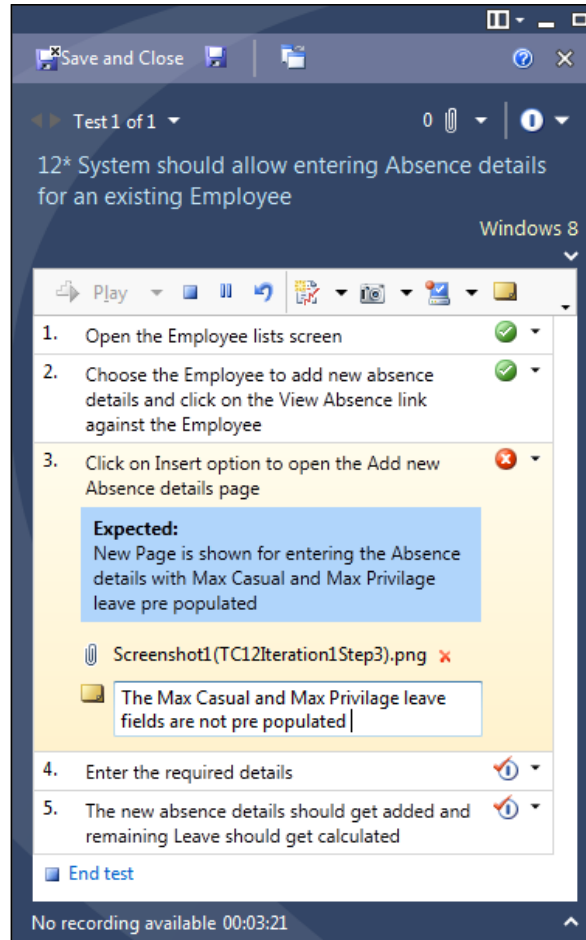 Save and Close
Test 1 of 1
0
12* System should allow entering Absence details
for an existing Employee
Windows 8
Play
1. Open the Employee lists screen
2. Choose the Employee to add new absence
details and click on the View Absence link
against the Employee
3. Click on Insert option to open the Add new
Absence details page
Expected:
New Page is shown for entering the Absence
details with Max Casual and Max Privilage
leave pre populated
Screenshot1(TC12Iteration1Step3).png
The Max Casual and Max Privilage leave
fields are not pre populated
4. Enter the required details
5. The new absence details should get added and
remaining Leave should get calculated
End test
No recording available 00:03:21